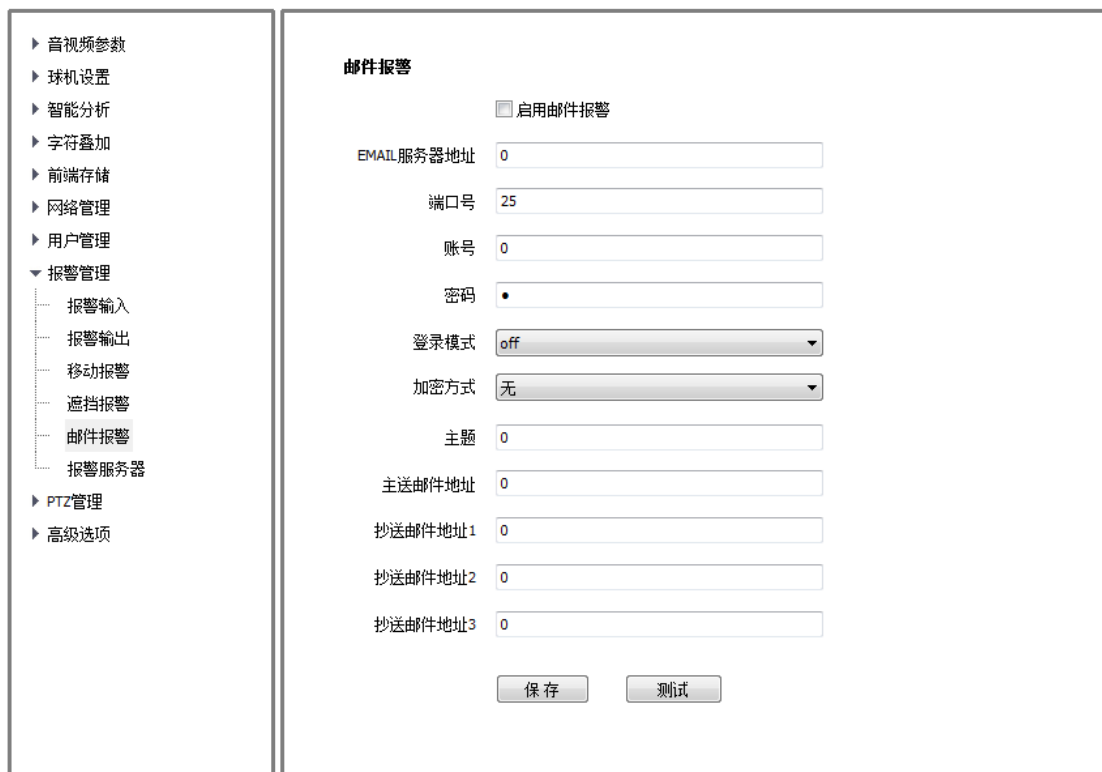 音视频参数
球机设置
智能分析
字符叠加
前端存储
网络管理
用户管理
报警管理
报警输入
报警输出
移动报警
遮挡报警
邮件报警
报警服务器
PTZ管理
高级选项
邮件报警
启用邮件报警
EMAIL服务器地址 0
端口号 25
账号 0
密码 •
登录模式 off
加密方式 无
主题 0
主送邮件地址 0
抄送邮件地址1 0
抄送邮件地址2 0
抄送邮件地址3 0
保存 测试